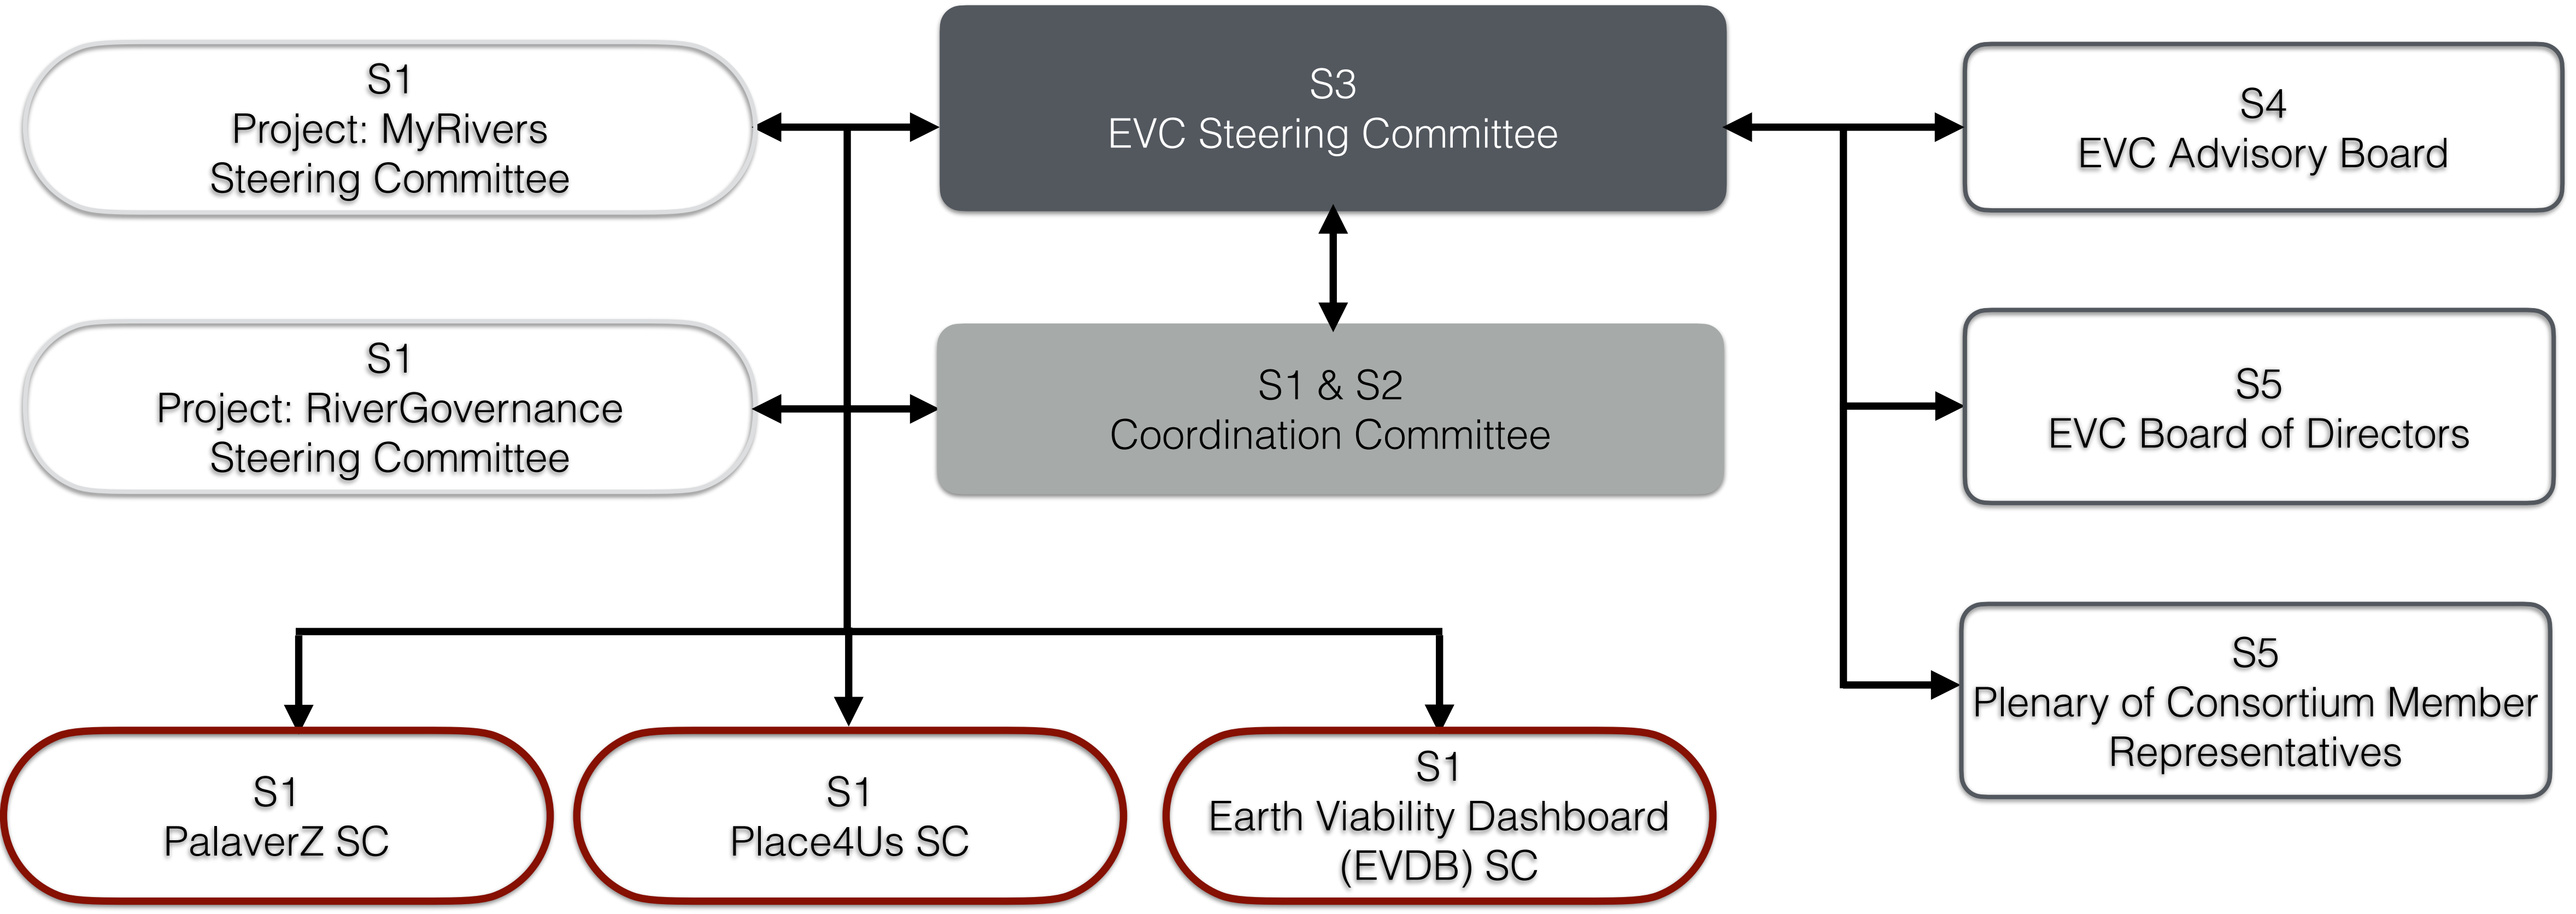 S1
Project: MyRivers
Steering Committee
S3
EVC Steering Committee
S4
EVC Advisory Board
S1
Project: RiverGovernance
Steering Committee
S1 & S2
Coordination Committee
S5
EVC Board of Directors
S5
Plenary of Consortium Member
Representatives
S1
PalaverZ SC
S1
Place4Us SC
S1
Earth Viability Dashboard
(EVDB) SC